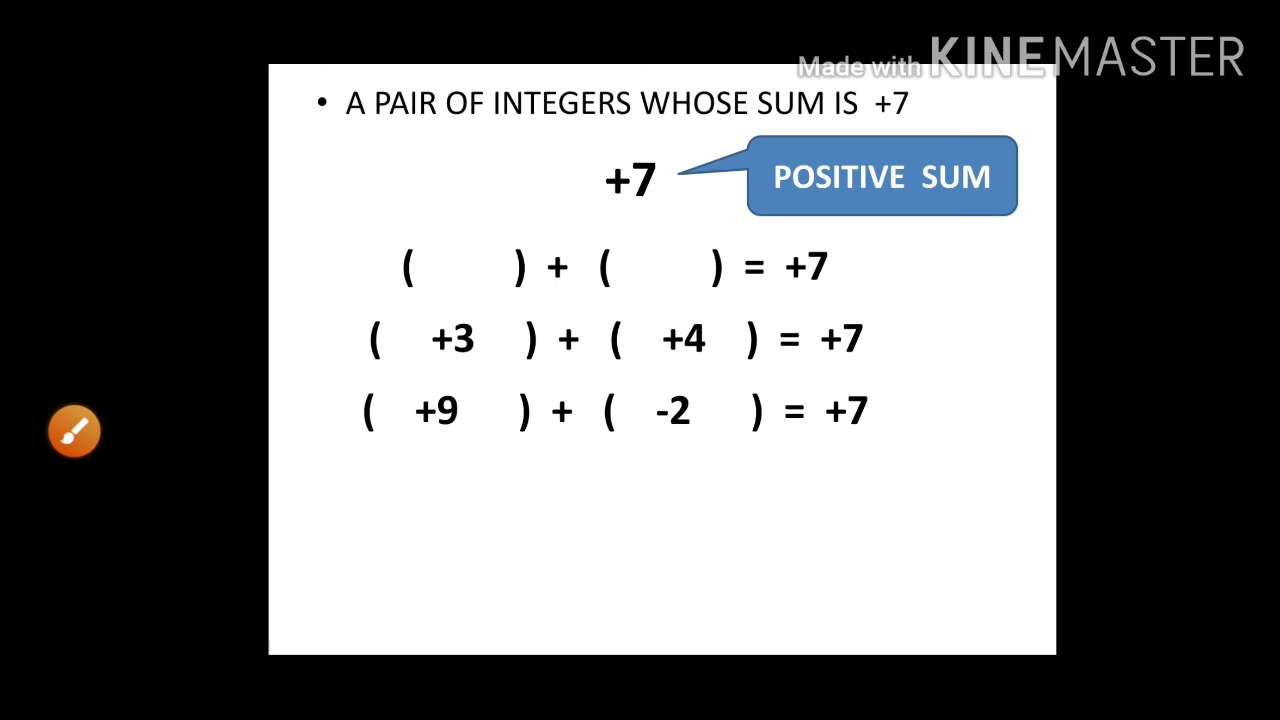 Made with KINEMASTER
• A PAIR OF INTEGERS WHOSE SUM IS +7
+7
POSITIVE SUM
( ) + ( ) = +7
( +3 ) + ( +4 ) = +7
( +9 ) + ( -2 ) = +7